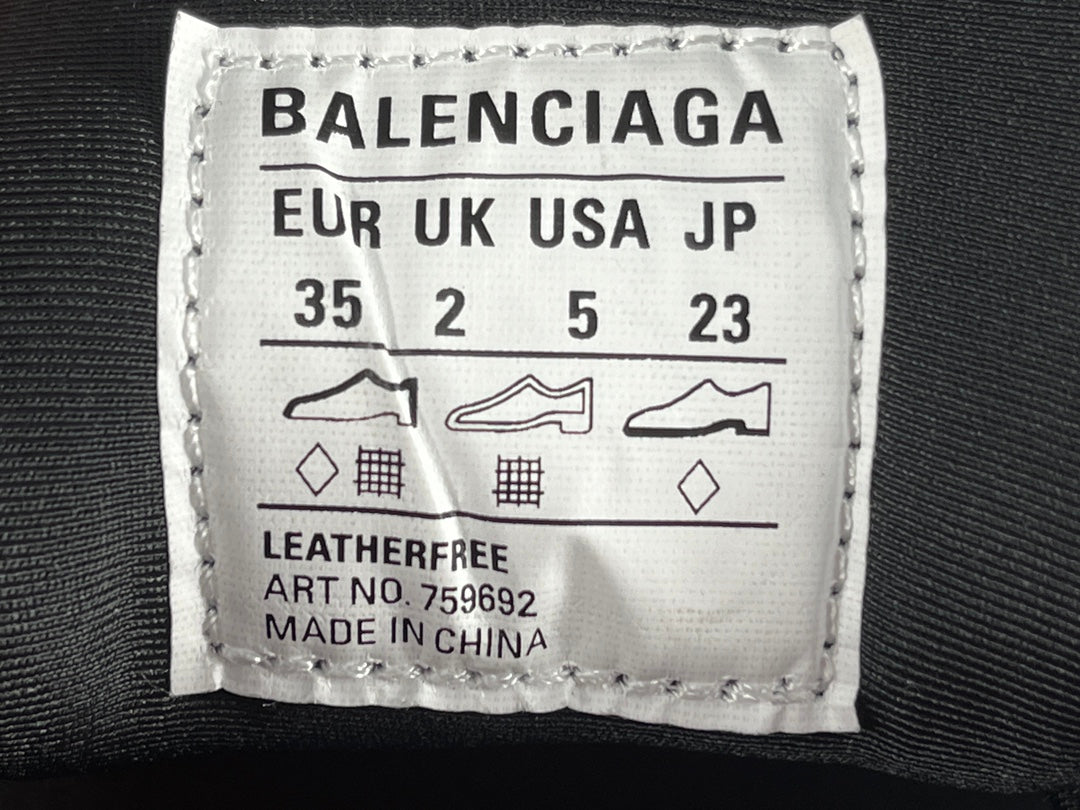 BALENCIAGA
EUR UK USA JP
35 2 5 23
LEATHERFREE
ART NO. 759692
MADE IN CHINA